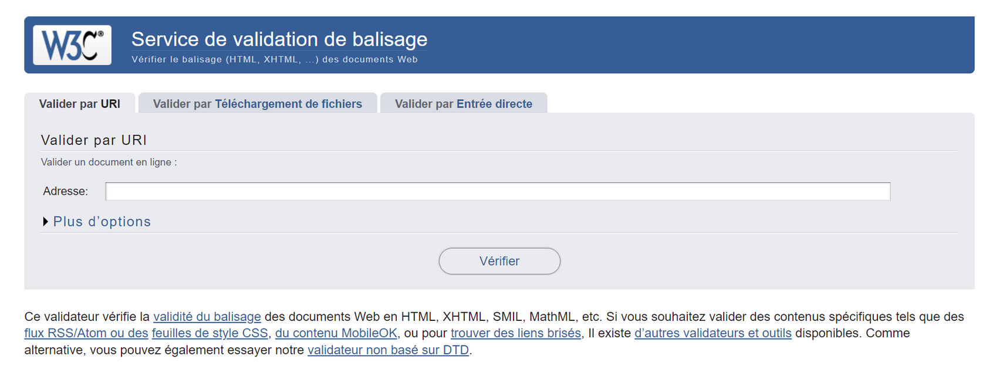 W3C®
Service de validation de balisage
Vérifier le balisage (HTML, XHTML, ...) des documents Web
Valider par URI
Valider par Téléchargement de fichiers
Valider par Entrée directe
Valider par URI
Valider un document en ligne :
Adresse:
Plus d’options
Vérifier
Ce validateur vérifie la validité du balisage des documents Web en HTML, XHTML, SMIL, MathML, etc. Si vous souhaitez valider des contenus spécifiques tels que des
flux RSS/Atom ou des feuilles de style CSS, du contenu MobileOK, ou pour trouver des liens brisés, Il existe d’autres validateurs et outils disponibles. Comme
alternative, vous pouvez également essayer notre validateur non basé sur DTD.